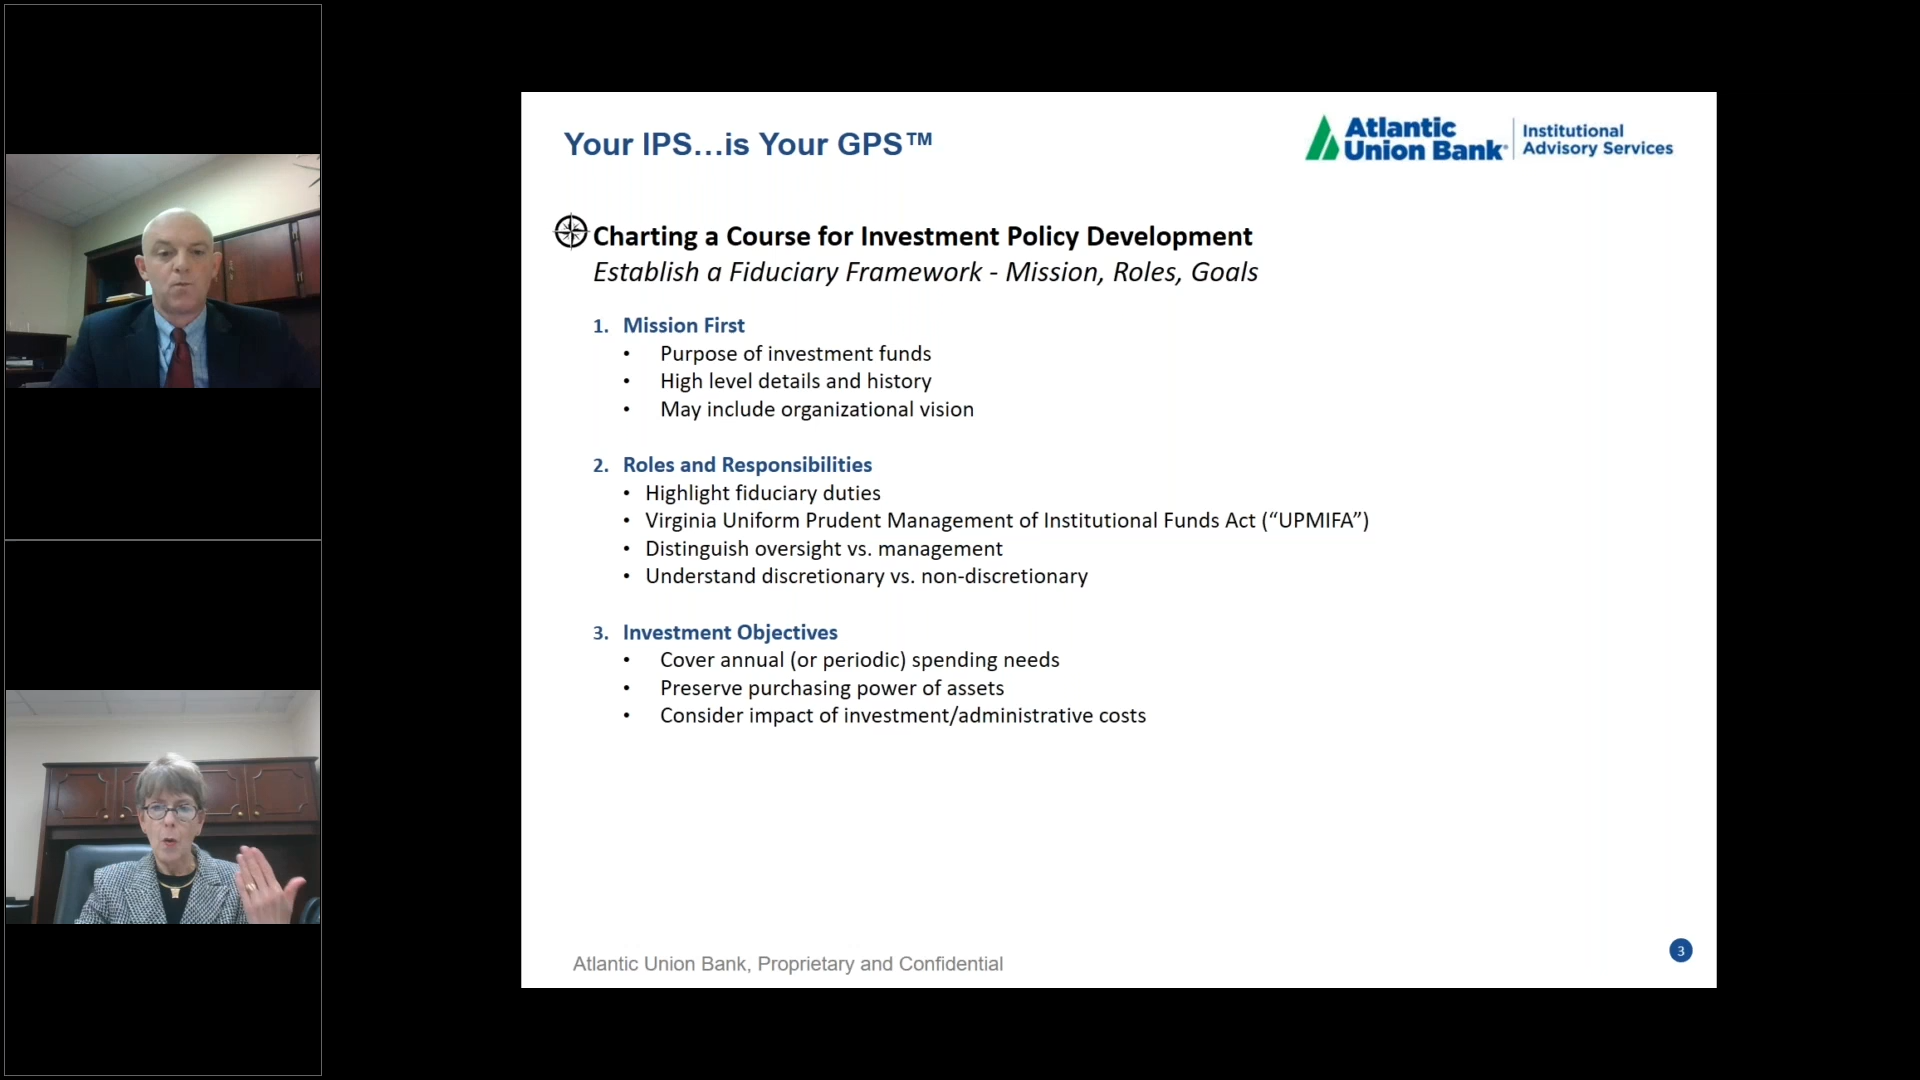 Your IPS…is Your GPS™
Atlantic
Union Bank
Institutional
Advisory Services
Charting a Course for Investment Policy Development
Establish a Fiduciary Framework - Mission, Roles, Goals
1. Mission First
• Purpose of investment funds
• High level details and history
• May include organizational vision
2. Roles and Responsibilities
• Highlight fiduciary duties
• Virginia Uniform Prudent Management of Institutional Funds Act (“UPMIFA”)
• Distinguish oversight vs. management
• Understand discretionary vs. non-discretionary
3. Investment Objectives
• Cover annual (or periodic) spending needs
• Preserve purchasing power of assets
• Consider impact of investment/administrative costs
Atlantic Union Bank, Proprietary and Confidential
3